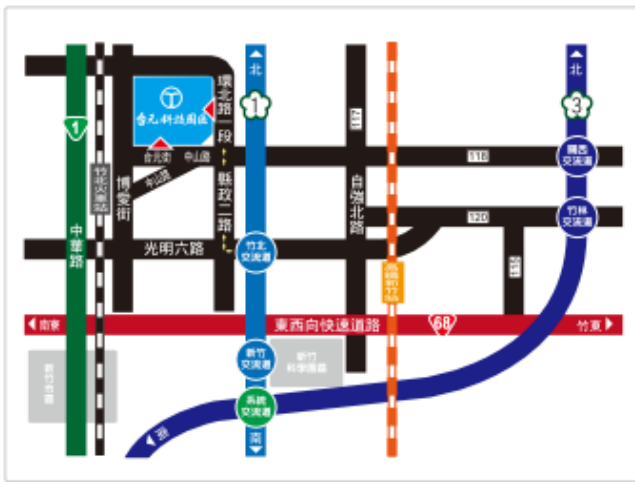 北
北
1
3
台元科技園區
環北路一段
117
1
台元街
中山路
118
關西
交流道
竹北火車站
中山路
博愛街
縣政二路
自強北路
120
竹林
交流道
中華路
光明六路
竹北
交流道
高鐵新竹站
南寮
東西向快速道路
68
竹東
新竹市區
新竹
交流道
新竹
科學園區
系統
交流道
南
南